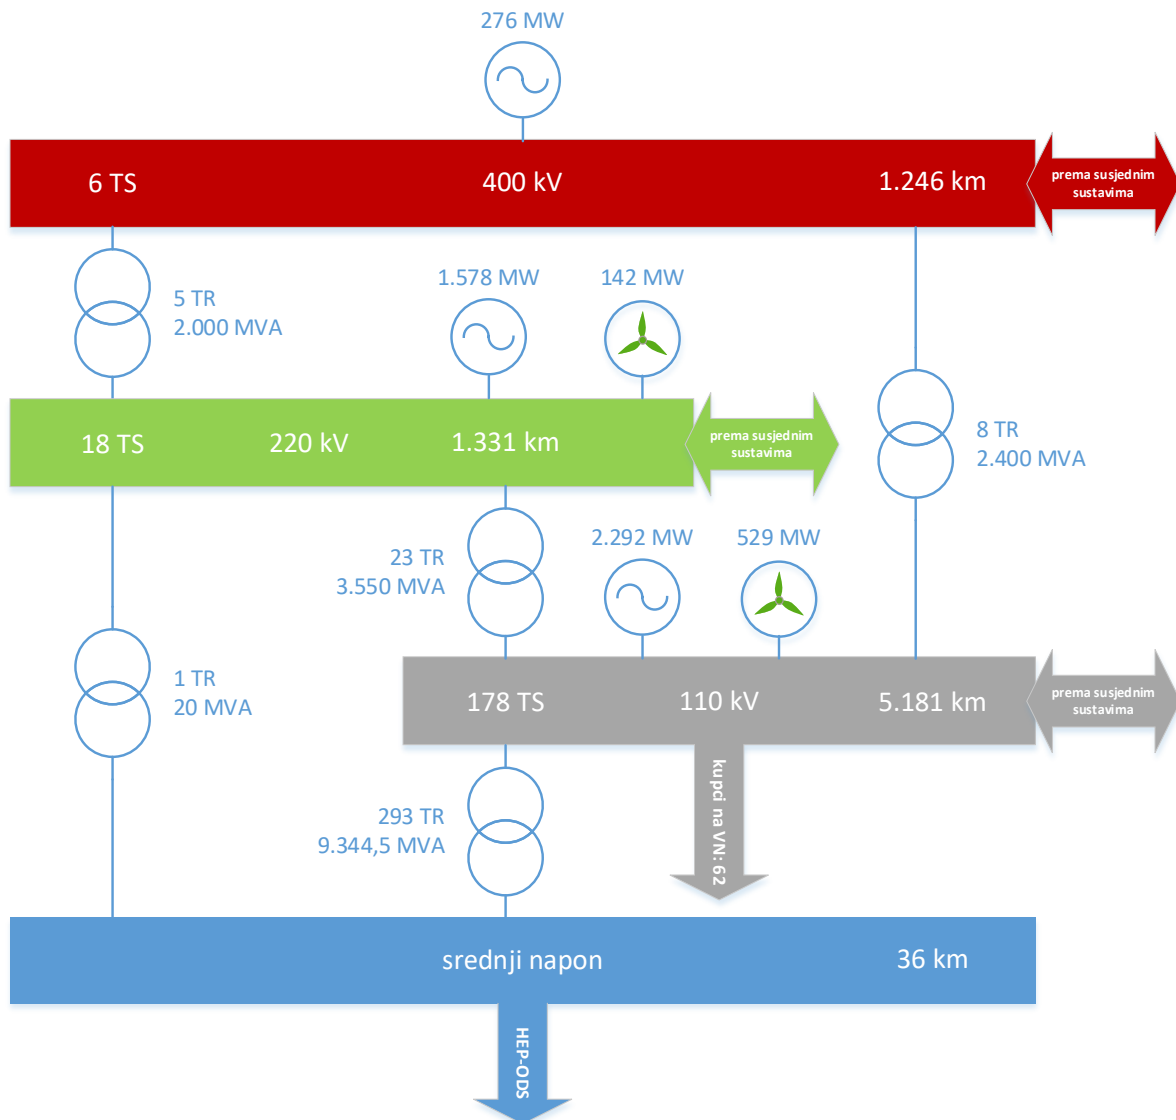 276 MW
6 TS
400 kV
1.246 km
prema susjednim
sustavima
5 TR
2.000 MVA
1.578 MW
142 MW
18 TS
220 kV
1.331 km
prema susjednim
sustavima
8 TR
2.400 MVA
23 TR
3.550 MVA
2.292 MW
529 MW
1 TR
20 MVA
178 TS
110 kV
5.181 km
prema susjednim
sustavima
kupci na VN: 62
293 TR
9.344,5 MVA
srednji napon
36 km
HEP-ODS